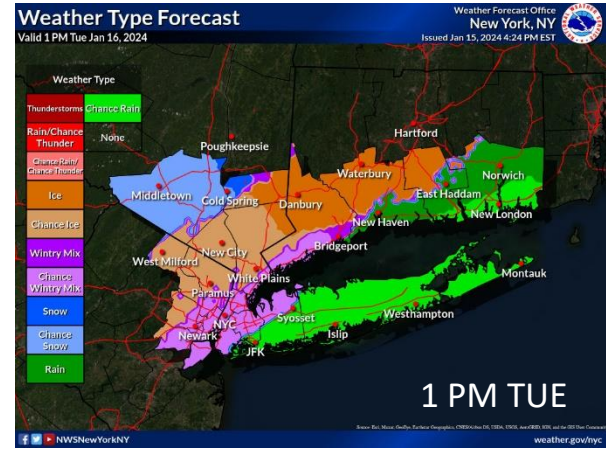 Weather Type Forecast
Valid 1 PM Tue Jan 16, 2024
Weather Forecast Office
New York, NY
Issued Jan 15, 2024 4:24 PM EST
Weather Type
Thunderstorms
Chance Rain
Rain/Chance
Thunder
None
Chance Rain/
Chance Thunder
Ice
Chance Ice
Wintry Mix
Chance
Wintry Mix
Snow
Chance
Snow
Rain
Poughkeepsie
Hartford
Waterbury
Norwich
Middletown
Cold Spring
Danbury
East Haddam
New London
New Haven
Bridgeport
West Milford
New City
White Plains
Montauk
Paramus
NYC
Syosset
Westhampton
Newark
Islip
JFK
1 PM TUE
NWSNewYorkNY
weather.gov/nyc